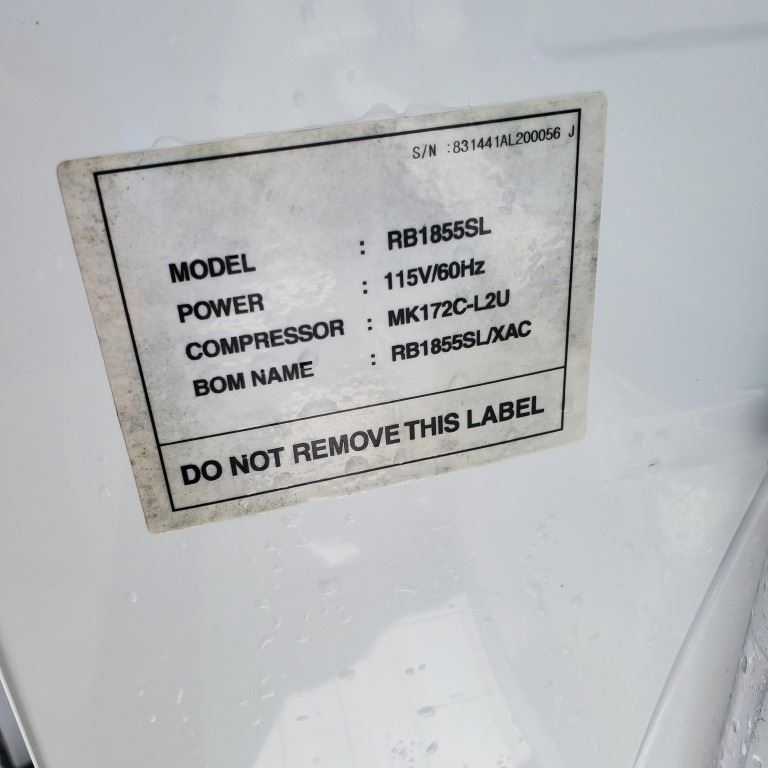 S/N :831441AL200056 J
MODEL : RB1855SL
POWER : 115V/60Hz
COMPRESSOR : MK172C-L2U
BOM NAME : RB1855SL/XAC
DO NOT REMOVE THIS LABEL